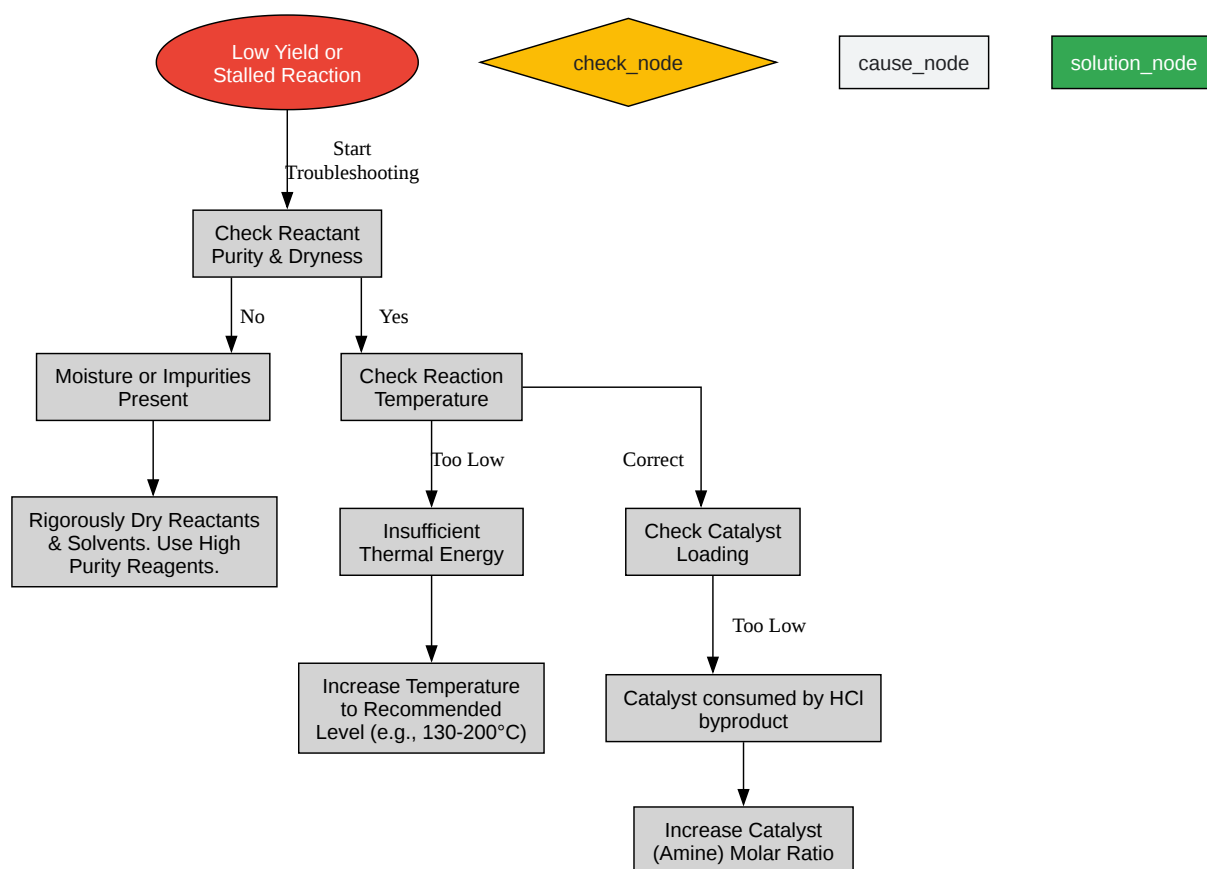 Low Yield or
Stalled Reaction
check_node
cause_node
solution_node
Start
Troubleshooting
Check Reactant
Purity & Dryness
No
Yes
Moisture or Impurities
Present
Check Reaction
Temperature
Too Low
Correct
Rigorously Dry Reactants
& Solvents. Use High
Purity Reagents.
Insufficient
Thermal Energy
Check Catalyst
Loading
Too Low
Increase Temperature
to Recommended
Level (e.g., 130-200°C)
Catalyst consumed by HCl
byproduct
Increase Catalyst
(Amine) Molar Ratio